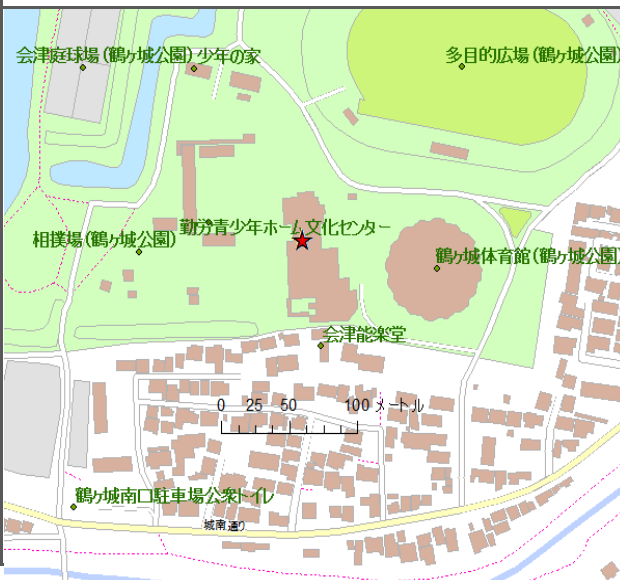 会津庭球場(鶴ヶ城公園)
少年の家
多目的広場(鶴ヶ城公園)
勤労青少年ホーム
文化センター
相撲場(鶴ヶ城公園)
鶴ヶ城体育館(鶴ヶ城公園)
会津能楽堂
0 25 50 100 メートル
鶴ヶ城南口駐車場公衆トイレ
城南通り